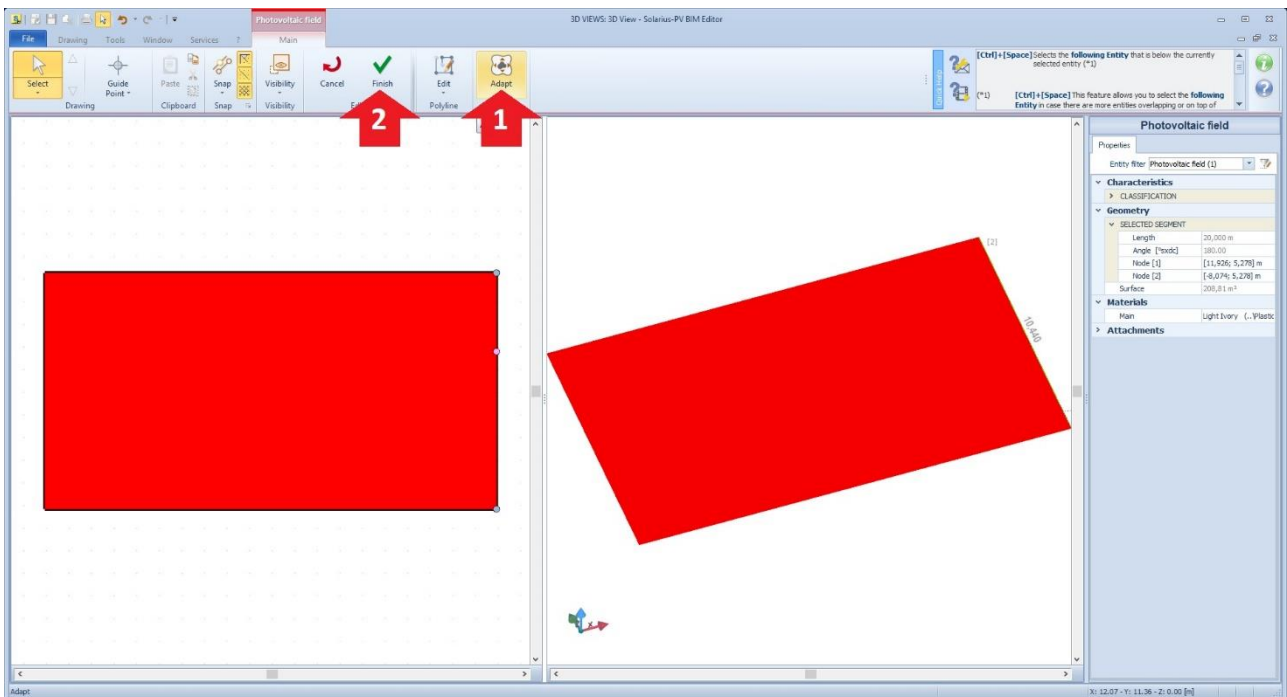 Photovoltaic field
3D VIEWS: 3D View - Solarius-PV BIM Editor
File Drawing Tools Window Services ? Main
Select
Guide
Point
Drawing
Paste
Clipboard
Snap
Snap
Visibility
Visibility
Cancel
Finish
Edit
Polyline
Adapt
2
1
[Ctrl]+[Space] Selects the following Entity that is below the currently
selected entity (*1)
(*1) [Ctrl]+[Space] This feature allows you to select the following
Entity in case there are more entities overlapping or on top of
[2]
10,440
x
Photovoltaic field
Properties
Entity filter Photovoltaic field (1)
Characteristics
CLASSIFICATION
Geometry
SELECTED SEGMENT
Length 20,000 m
Angle [°sxdc] 180.00
Node [1] [11,926; 5,278] m
Node [2] [-8,074; 5,278] m
Surface 208,81 m²
Materials
Main Light Ivory (..\Plastic
Attachments
Adapt
X: 12.07 - Y: 11.36 - Z: 0.00 [m]